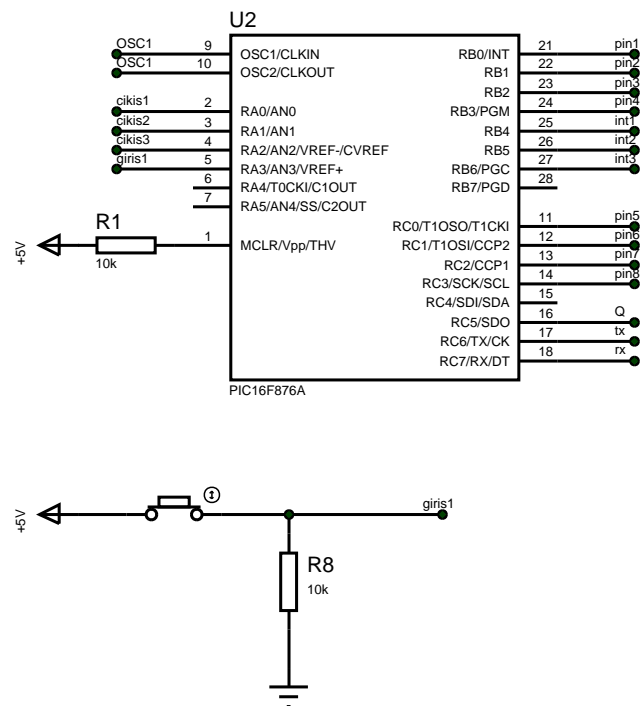 U2
OSC1 9 OSC1/CLKIN RB0/INT 21 pin1
OSC1 10 OSC2/CLKOUT RB1 22 pin2
RB2 23 pin3
cikis1 2 RA0/AN0 RB3/PGM 24 pin4
cikis2 3 RA1/AN1 RB4 25 int1
cikis3 4 RA2/AN2/VREF-/CVREF RB5 26 int2
giris1 5 RA3/AN3/VREF+ RB6/PGC 27 int3
6 RA4/T0CKI/C1OUT RB7/PGD 28
7 RA5/AN4/SS/C2OUT
RC0/T1OSO/T1CKI 11 pin5
R1
+5V 10k 1 MCLR/Vpp/THV RC1/T1OSI/CCP2 12 pin6
RC2/CCP1 13 pin7
RC3/SCK/SCL 14 pin8
RC4/SDI/SDA 15
RC5/SDO 16 Q
RC6/TX/CK 17 tx
RC7/RX/DT 18 rx
PIC16F876A
+5V giris1
R8
10k